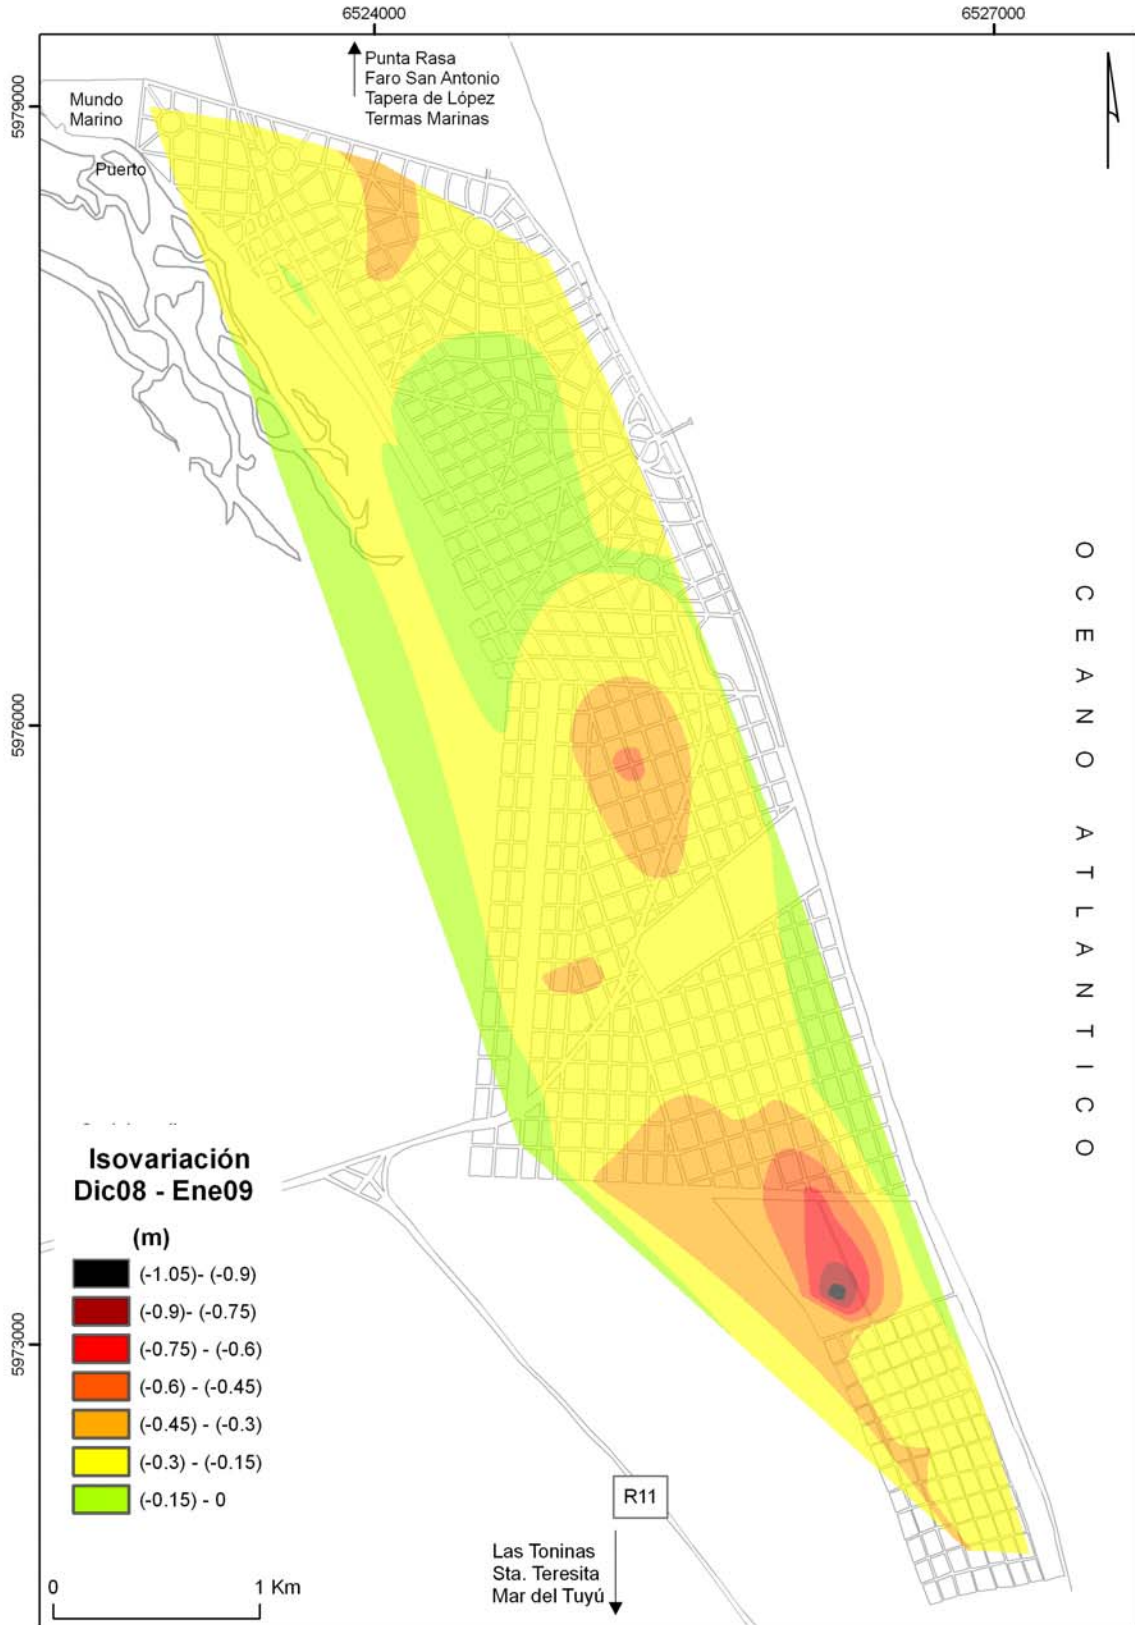 6524000
6527000
Punta Rasa
Faro San Antonio
Tapera de López
Termas Marinas
5979000
Mundo
Marino
Puerto
OCEANO ATLANTICO
5976000
Isovariación
Dic08 - Ene09
(m)
(-1.05)- (-0.9)
(-0.9)- (-0.75)
(-0.75) - (-0.6)
(-0.6) - (-0.45)
(-0.45) - (-0.3)
(-0.3) - (-0.15)
(-0.15) - 0
5973000
R11
Las Toninas
Sta. Teresita
Mar del Tuyú
0 1 Km